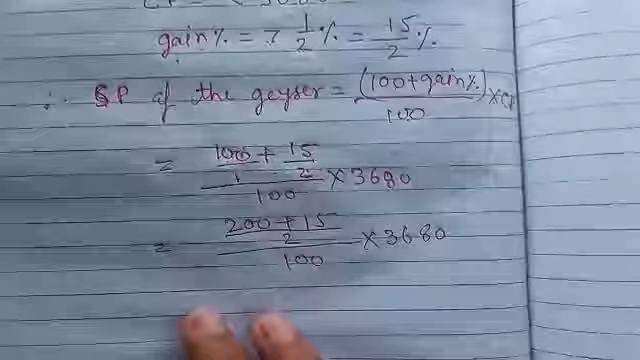 gain% = 7 1/2 % = 15/2 %
∴ SP of the geyser = (100+gain%)/100 × CP
= (100/1 + 15/2)/100 × 3680
= ((200+15)/2)/100 × 3680